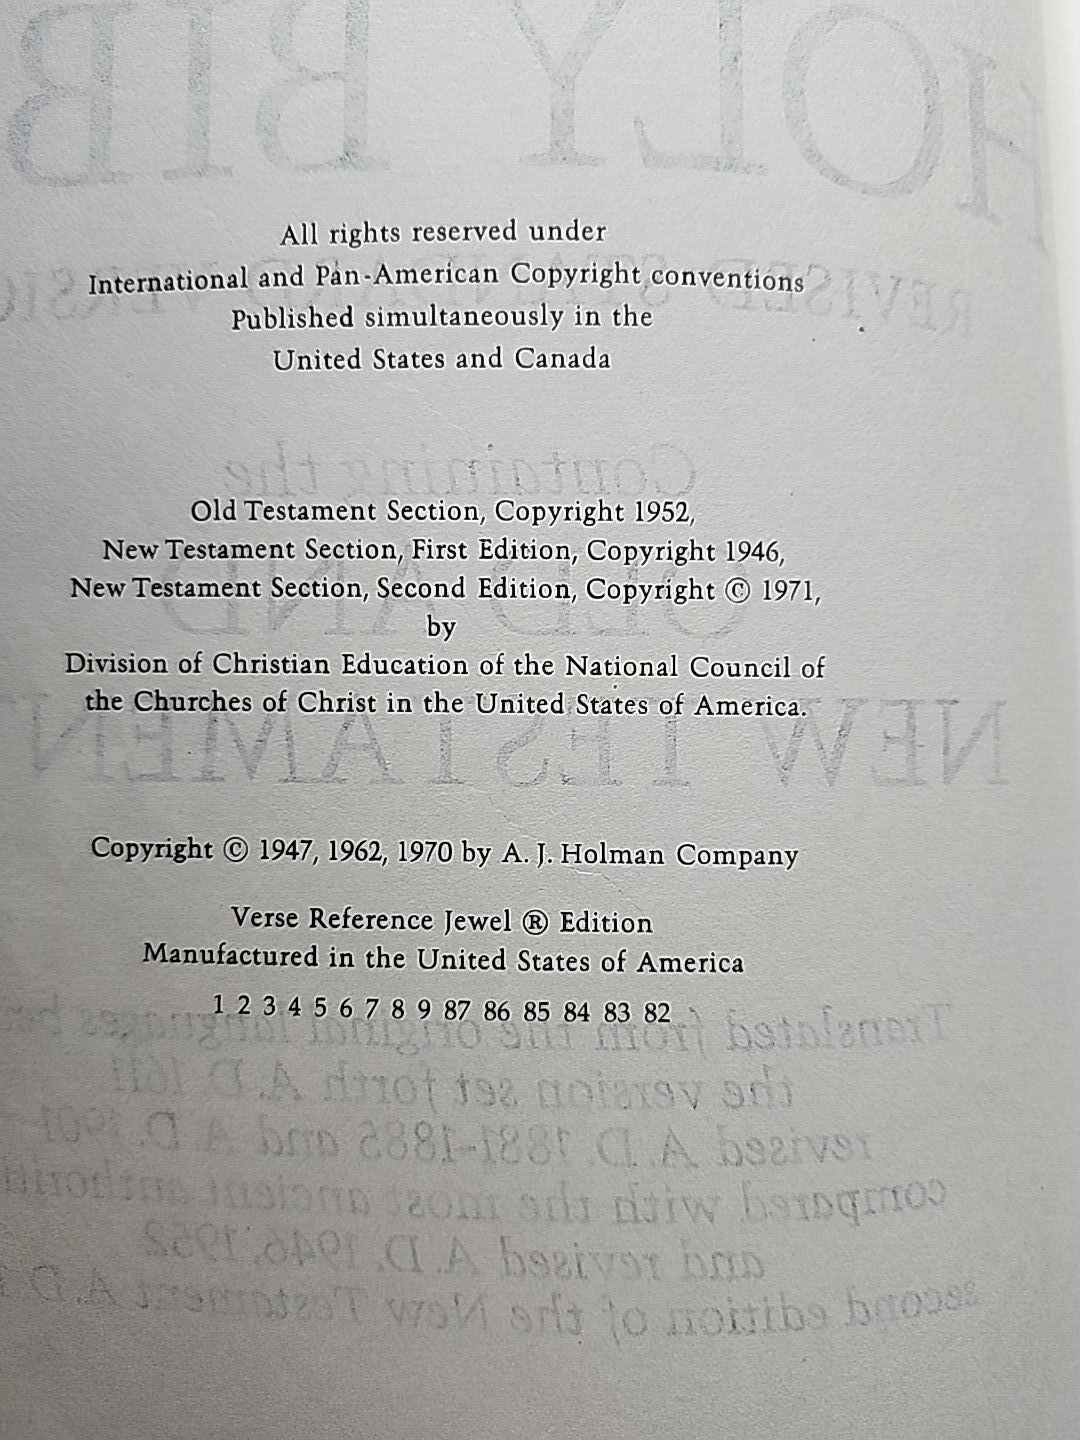 All rights reserved under
International and Pan-American Copyright conventions
Published simultaneously in the
United States and Canada
Old Testament Section, Copyright 1952,
New Testament Section, First Edition, Copyright 1946,
New Testament Section, Second Edition, Copyright © 1971,
by
Division of Christian Education of the National Council of
the Churches of Christ in the United States of America.
Copyright © 1947, 1962, 1970 by A. J. Holman Company
Verse Reference Jewel ® Edition
Manufactured in the United States of America
1 2 3 4 5 6 7 8 9 87 86 85 84 83 82